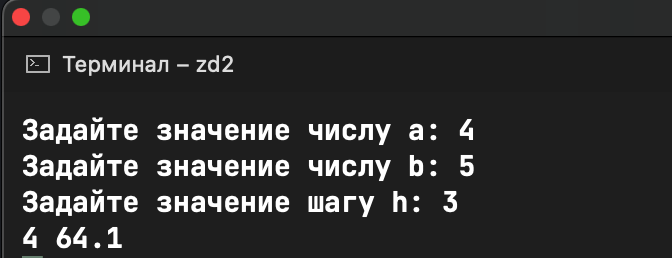 Терминал – zd2
Задайте значение числу a: 4
Задайте значение числу b: 5
Задайте значение шагу h: 3
4 64.1